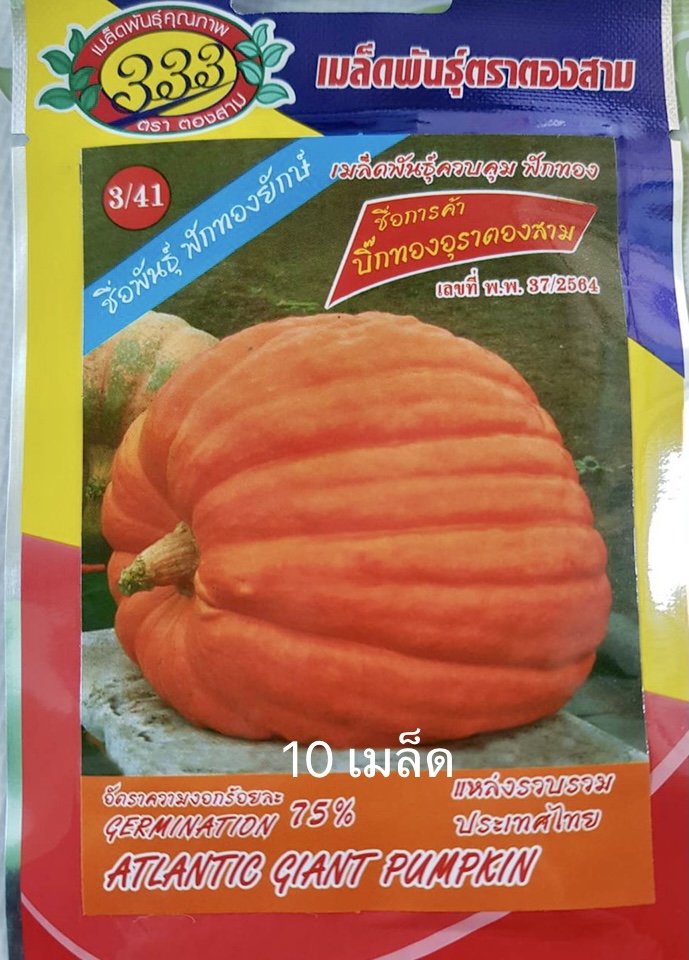 เมล็ดพันธุ์คุณภาพ
333
ตรา ตองสาม
เมล็ดพันธุ์ตราตองสาม
3/41
ชื่อพันธุ์ ฟักทองยักษ์
เมล็ดพันธุ์ควบคุม ฟักทอง
ชื่อการค้า
บิ๊กทองอุราตองสาม
เลขที่ พ.พ. 37/2564
10 เมล็ด
อัตราความงอกร้อยละ
GERMINATION 75%
แหล่งรวบรวม
ประเทศไทย
ATLANTIC GIANT PUMPKIN